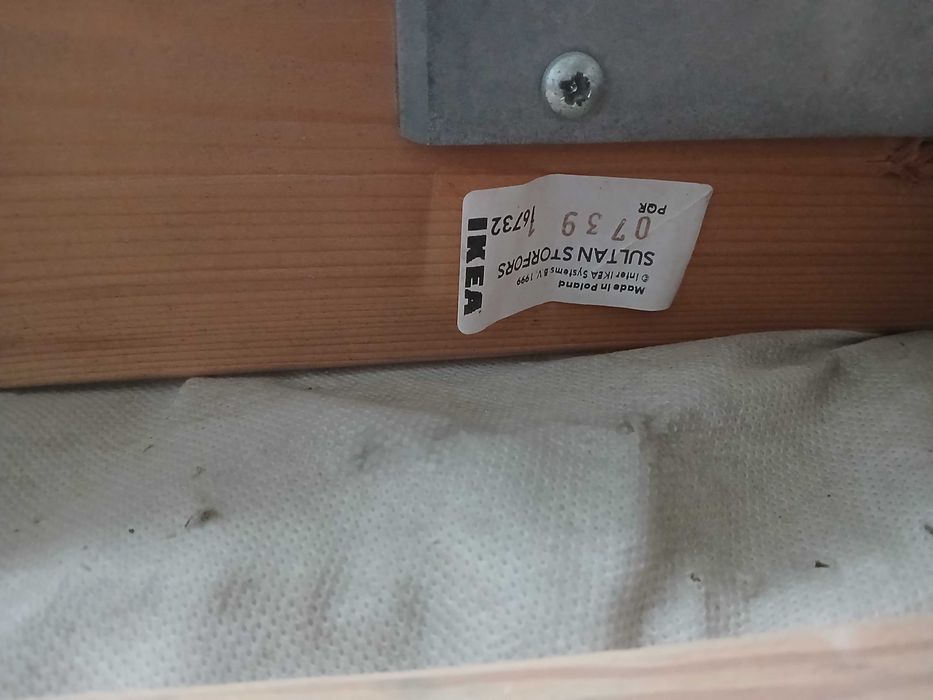 IKEA
Made in Poland
© Inter IKEA Systems B.V. 1999
SULTAN STORFORS
0739 16732
PQR